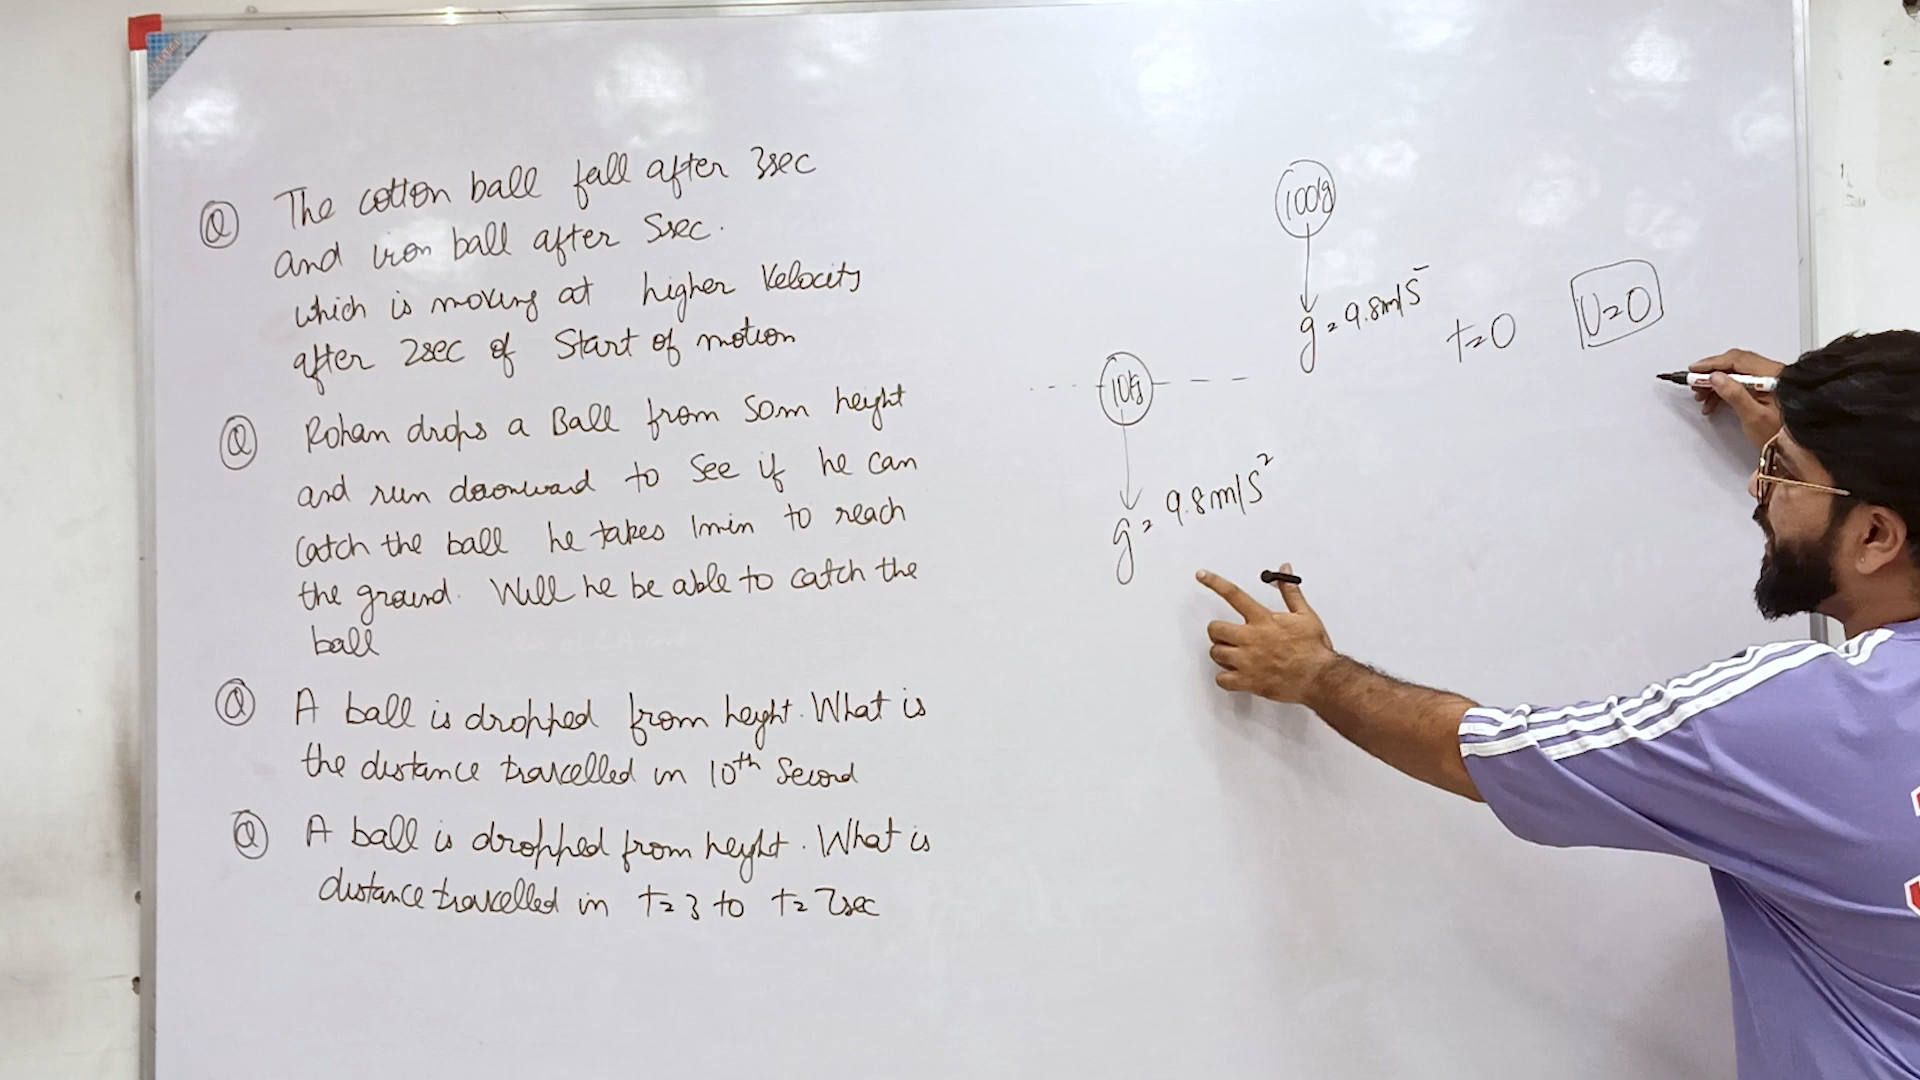 Q The cotton ball fall after 3sec
and iron ball after 5sec.
which is moving at higher Velocity
after 2sec of Start of motion
Q Rohan drops a Ball from 50m height
and run downward to See if he can
Catch the ball he takes 1min to reach
the ground. Will he be able to catch the
ball
Q A ball is dropped from height. What is
the distance travelled in 10th Second
Q A ball is dropped from height. What is
distance travelled in t=3 to t=7sec
g=9.8m/S
t=0
U=0
g=9.8m/S²